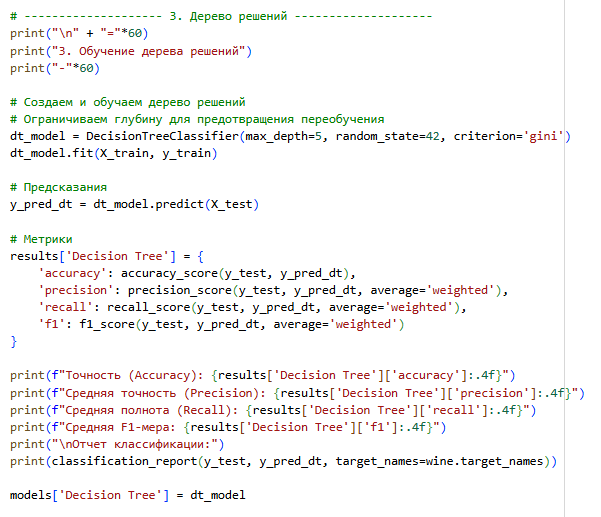 # ------------------- 3. Дерево решений -------------------
print("\n" + "="*60)
print("3. Обучение дерева решений")
print("-"*60)
# Создаем и обучаем дерево решений
# Ограничиваем глубину для предотвращения переобучения
dt_model = DecisionTreeClassifier(max_depth=5, random_state=42, criterion='gini')
dt_model.fit(X_train, y_train)
# Предсказания
y_pred_dt = dt_model.predict(X_test)
# Метрики
results['Decision Tree'] = {
    'accuracy': accuracy_score(y_test, y_pred_dt),
    'precision': precision_score(y_test, y_pred_dt, average='weighted'),
    'recall': recall_score(y_test, y_pred_dt, average='weighted'),
    'f1': f1_score(y_test, y_pred_dt, average='weighted')
}
print(f"Точность (Accuracy): {results['Decision Tree']['accuracy']:.4f}")
print(f"Средняя точность (Precision): {results['Decision Tree']['precision']:.4f}")
print(f"Средняя полнота (Recall): {results['Decision Tree']['recall']:.4f}")
print(f"Средняя F1-мера: {results['Decision Tree']['f1']:.4f}")
print("\nОтчет классификации:")
print(classification_report(y_test, y_pred_dt, target_names=wine.target_names))
models['Decision Tree'] = dt_model